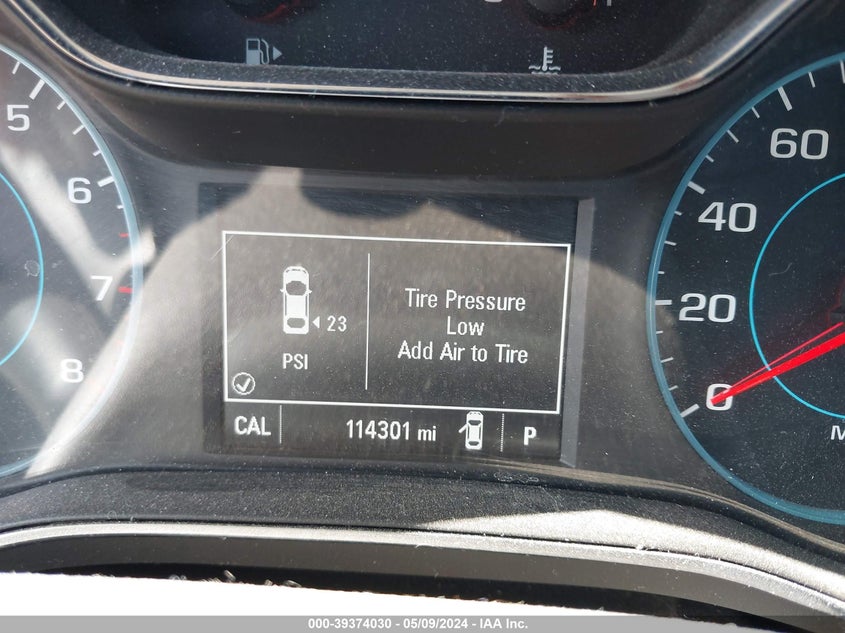 5
6
7
8
60
40
20
0
M
23
PSI
Tire Pressure
Low
Add Air to Tire
CAL
114301 mi
P
000-39374030 - 05/09/2024 - IAA Inc.